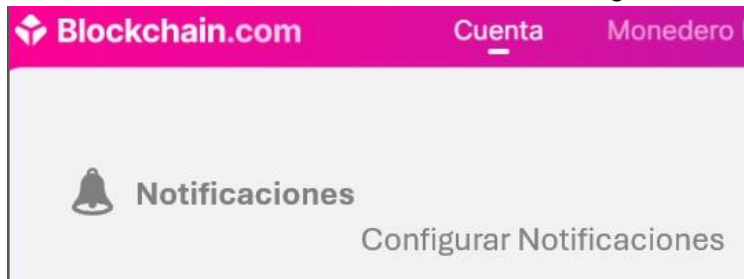 Blockchain.com
Cuenta
Monedero
Notificaciones
Configurar Notificaciones